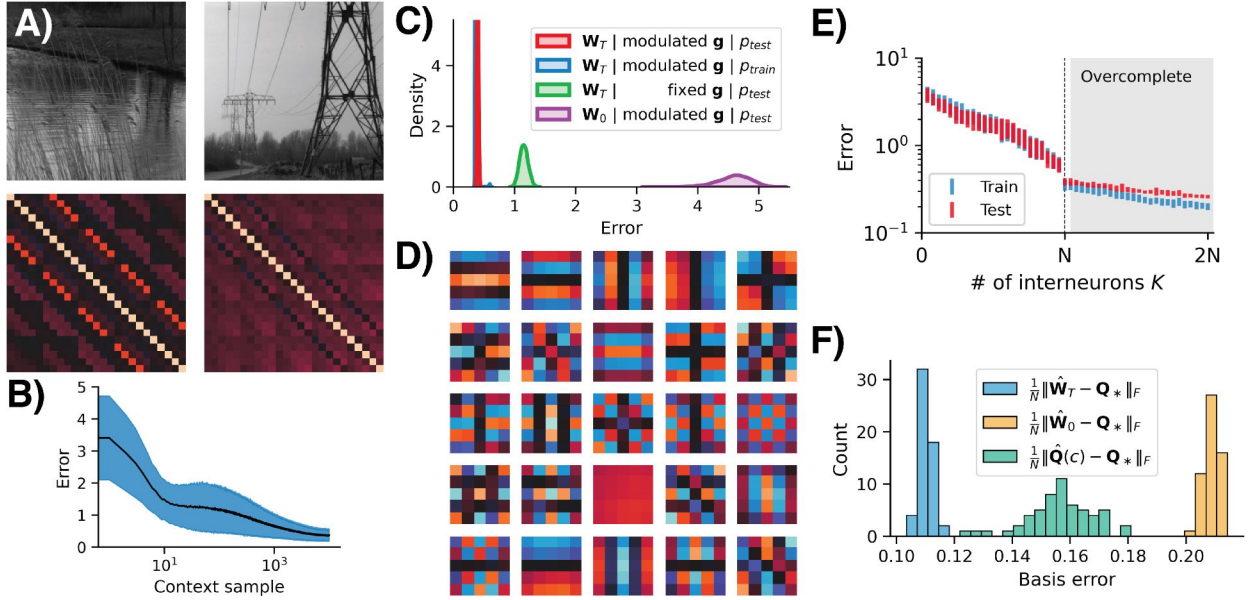 A)
B)
Error
5
4
3
2
1
0
10¹
10³
Context sample
C)
Density
4
2
0
0
1
2
3
4
5
Error
W_T | modulated g | p_test
W_T | modulated g | p_train
W_T | fixed g | p_test
W_0 | modulated g | p_test
D)
E)
Error
10¹
10⁰
10⁻¹
Overcomplete
Train
Test
0
N
2N
# of interneurons K
F)
Count
30
20
10
0
1/N ||Ŵ_T − Q_*||_F
1/N ||Ŵ_0 − Q_*||_F
1/N ||Q̂(c) − Q_*||_F
0.10
0.12
0.14
0.16
0.18
0.20
Basis error